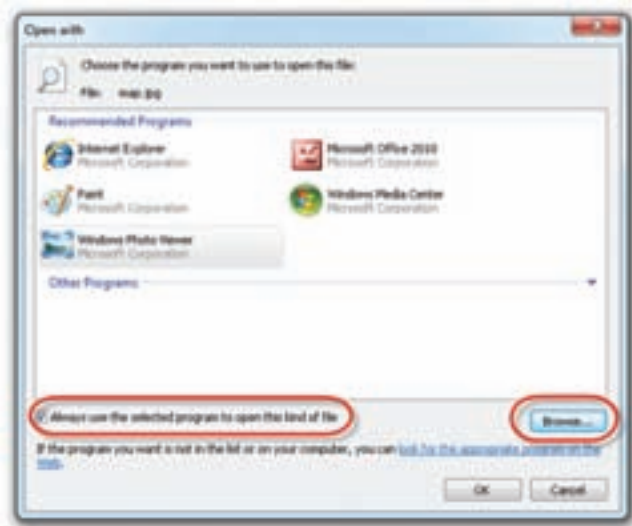 Open with
Choose the program you want to use to open this file:
File: map.jpg
Recommended Programs
Internet Explorer
Microsoft Corporation
Microsoft Office 2010
Microsoft Corporation
Paint
Microsoft Corporation
Windows Media Center
Microsoft Corporation
Windows Photo Viewer
Microsoft Corporation
Other Programs
Always use the selected program to open this kind of file
Browse...
If the program you want is not in the list or on your computer, you can look for the appropriate program on the
Web.
OK
Cancel